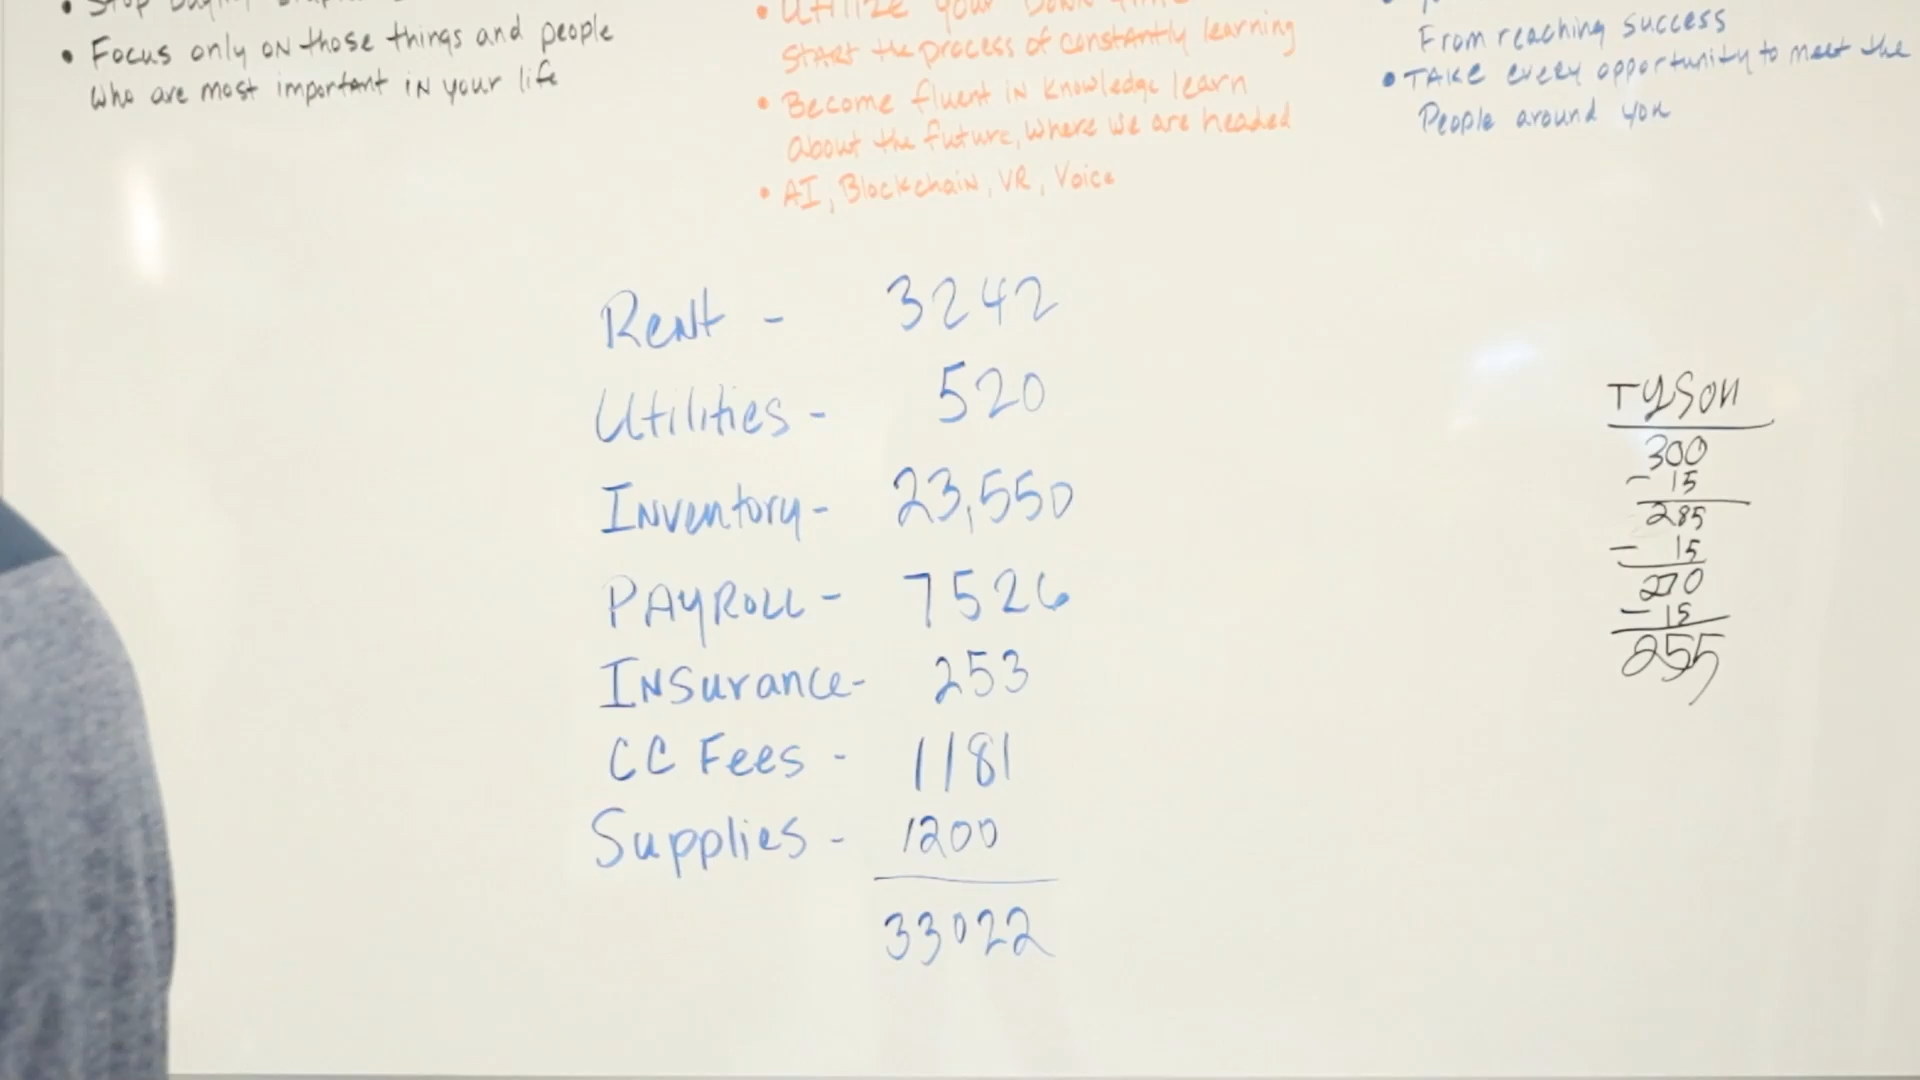 • Focus only on those things and people
who are most important in your life
• Utilize your Down
Start the process of constantly learning
• Become fluent in knowledge learn
About the future, where we are headed
• AI, Blockchain, VR, Voice
From reaching success
• TAKE every opportunity to meet the
People around you
Rent - 3242
Utilities - 520
Inventory - 23,550
PAYROLL - 7526
Insurance - 253
CC Fees - 1181
Supplies - 1200
33022
TYSON
300
- 15
285
- 15
270
- 15
255